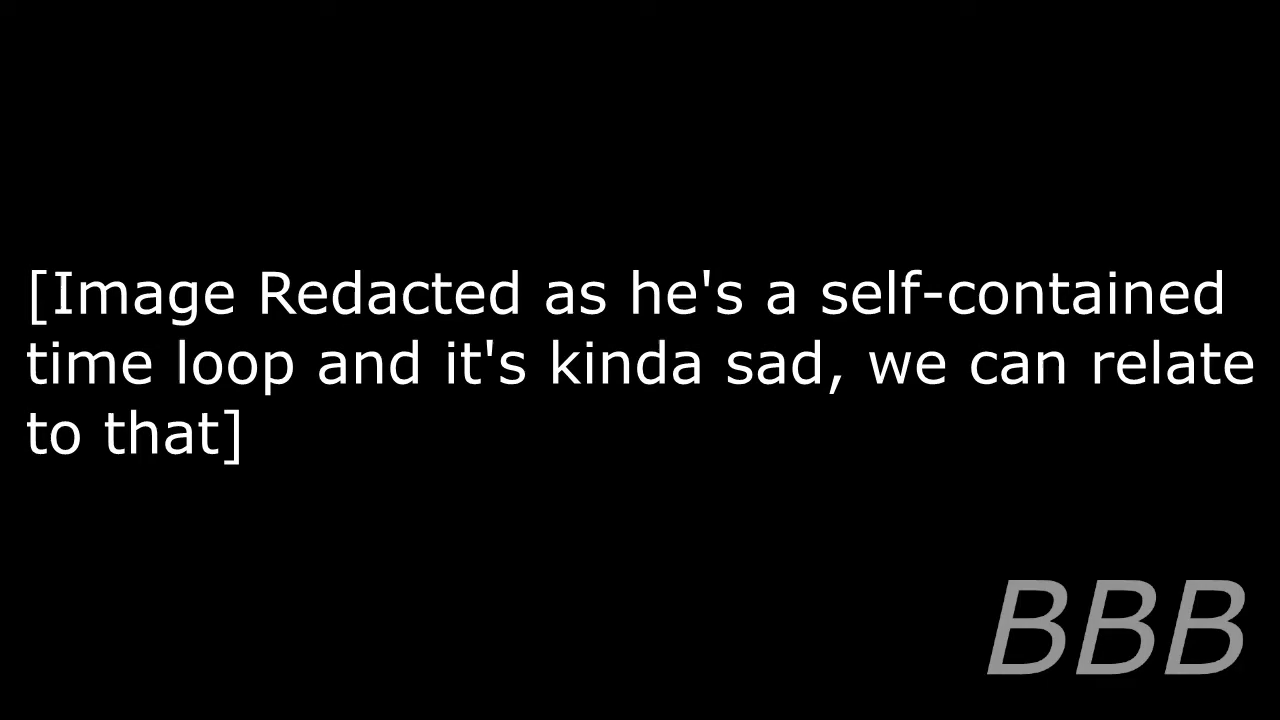 [Image Redacted as he's a self-contained
time loop and it's kinda sad, we can relate
to that]
BBB